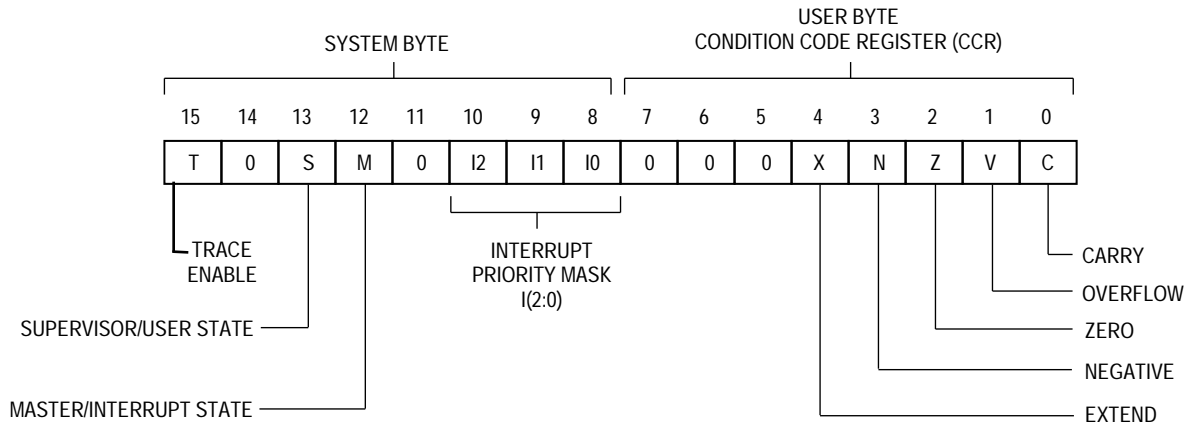 USER BYTE
SYSTEM BYTE
CONDITION CODE REGISTER (CCR)
15 14 13 12 11 10 9 8 7 6 5 4 3 2 1 0
T 0 S M 0 I2 I1 I0 0 0 0 X N Z V C
TRACE
ENABLE
INTERRUPT
PRIORITY MASK
I(2:0)
CARRY
OVERFLOW
SUPERVISOR/USER STATE
ZERO
NEGATIVE
MASTER/INTERRUPT STATE
EXTEND